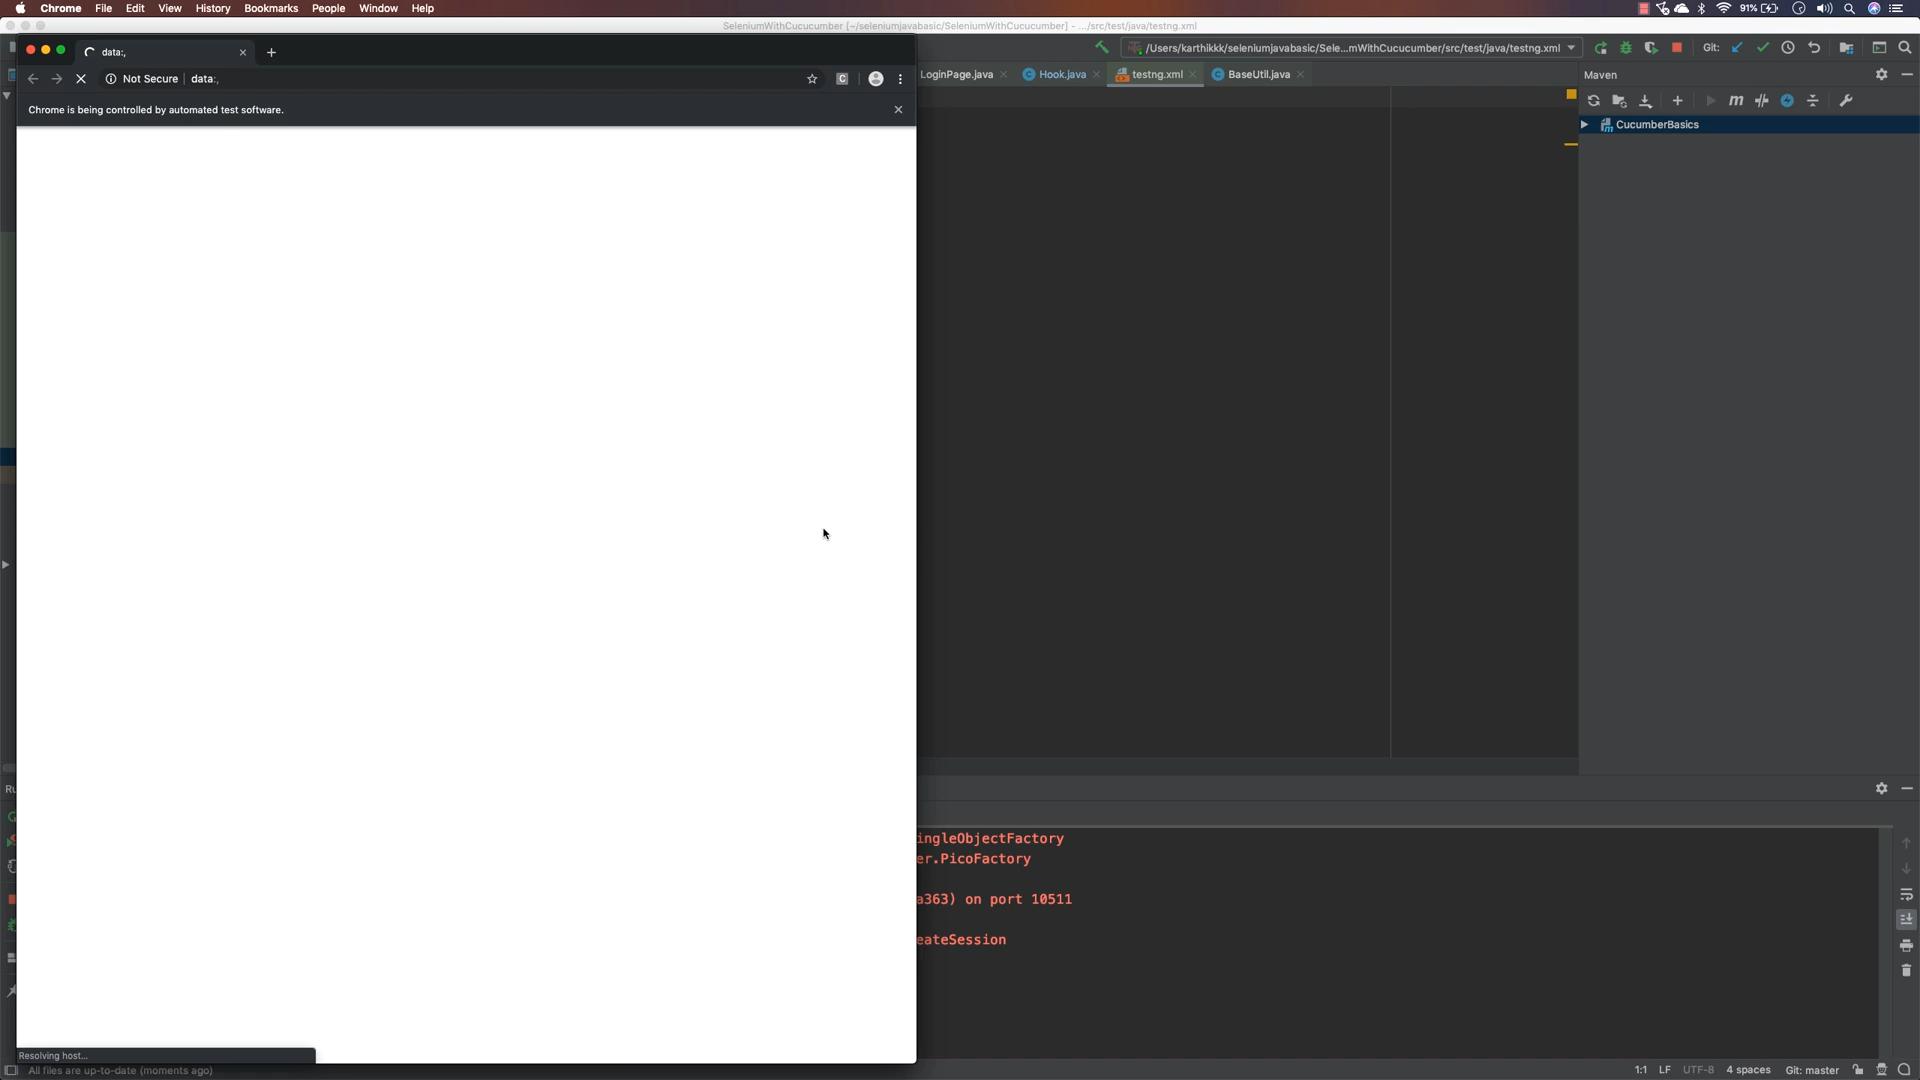 Chrome File Edit View History Bookmarks People Window Help 91%
SeleniumWithCucucumber [~/seleniumjavabasic/SeleniumWithCucucumber] - .../src/test/java/testng.xml
data:,
/Users/karthikkk/seleniumjavabasic/Sele...mWithCucucumber/src/test/java/testng.xml Git:
Not Secure data:, C
LoginPage.java Hook.java testng.xml BaseUtil.java Maven
Chrome is being controlled by automated test software.
CucumberBasics
Ru
ingleObjectFactory
er.PicoFactory
a363) on port 10511
eateSession
Resolving host...
All files are up-to-date (moments ago) 1:1 LF UTF-8 4 spaces Git: master